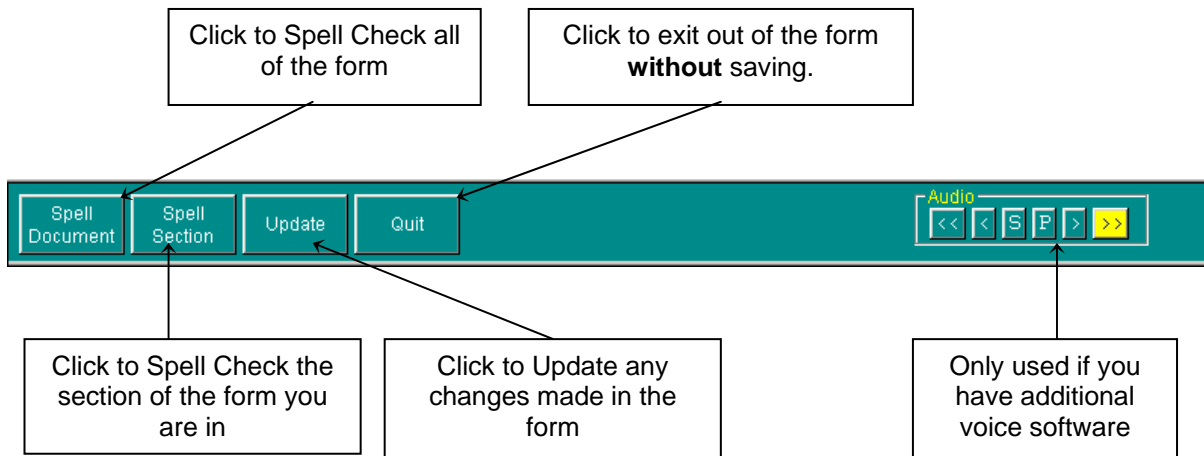 Click to Spell Check all
of the form
Click to exit out of the form
without saving.
Spell
Document
Spell
Section
Update
Quit
Audio
<< < S P > >>
Click to Spell Check the
section of the form you
are in
Click to Update any
changes made in the
form
Only used if you
have additional
voice software